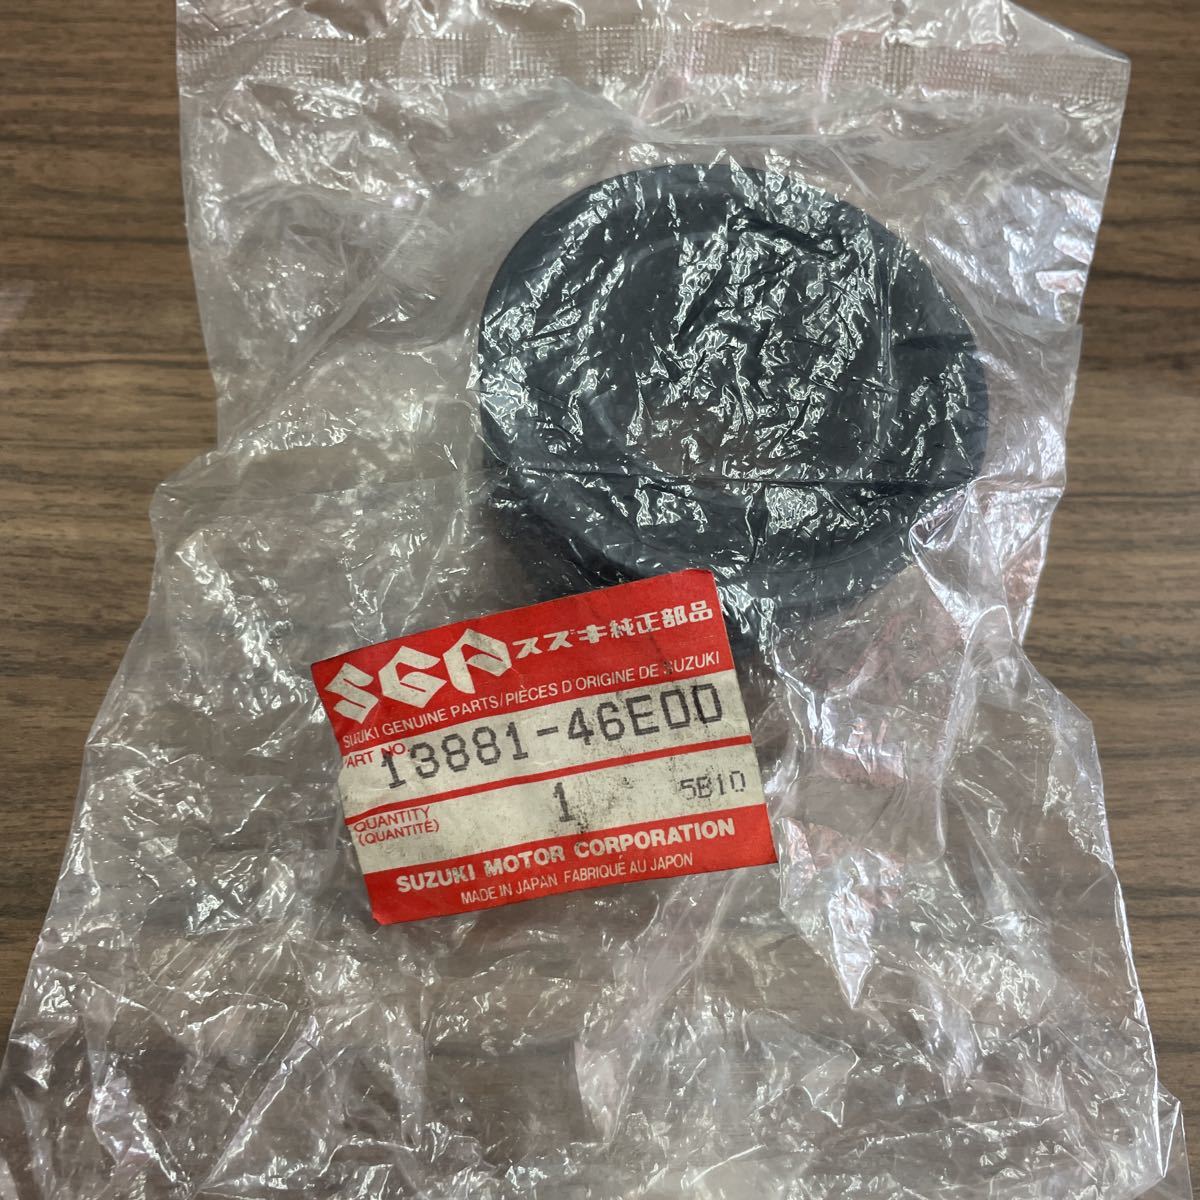 SGP スズキ純正部品
SUZUKI GENUINE PARTS/PIÈCES D'ORIGINE DE SUZUKI
PART NO. 13881-46E00
QUANTITY 1 5B10
(QUANTITÉ)
SUZUKI MOTOR CORPORATION
MADE IN JAPAN FABRIQUÉ AU JAPON